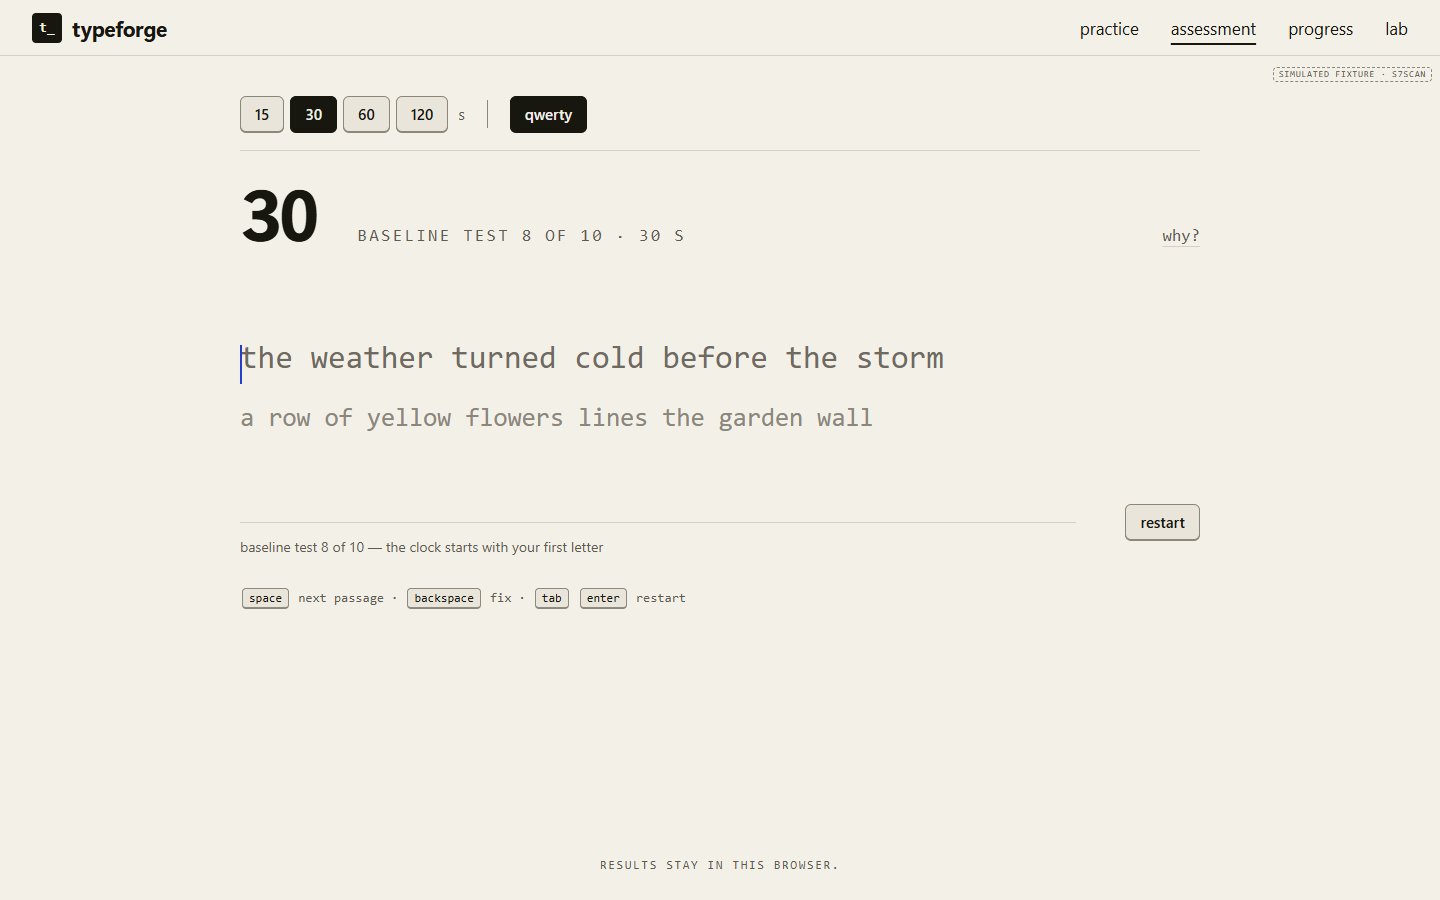 t_ typeforge practice assessment progress lab
SIMULATED FIXTURE · S7SCAN
15 30 60 120 s qwerty
30 BASELINE TEST 8 OF 10 · 30 S why?
the weather turned cold before the storm
a row of yellow flowers lines the garden wall
restart
baseline test 8 of 10 — the clock starts with your first letter
space next passage · backspace fix · tab enter restart
RESULTS STAY IN THIS BROWSER.